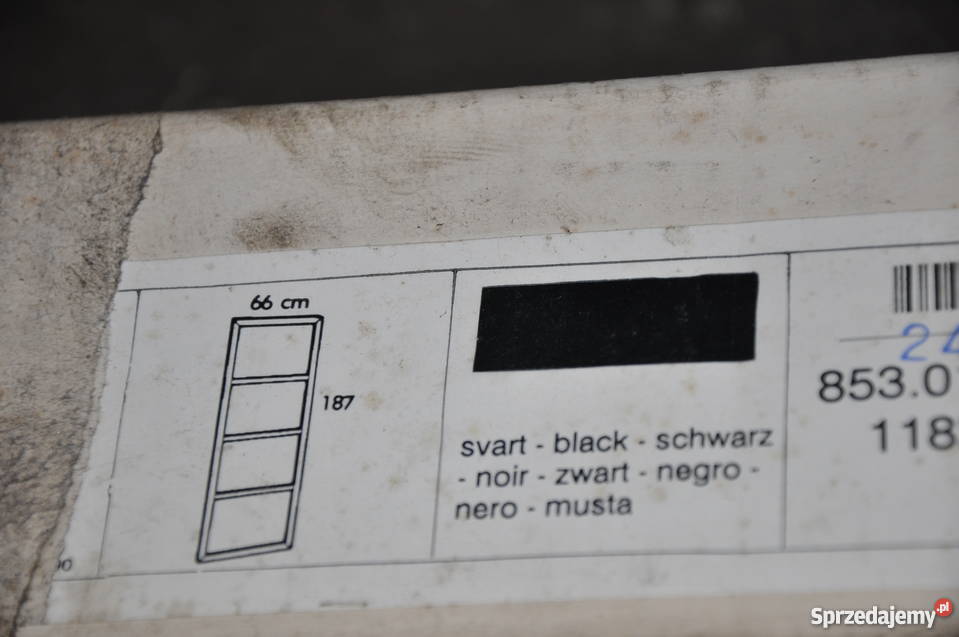 66 cm
187
svart - black - schwarz
- noir - zwart - negro -
nero - musta
24
853.0
118
Sprzedajemy.pl